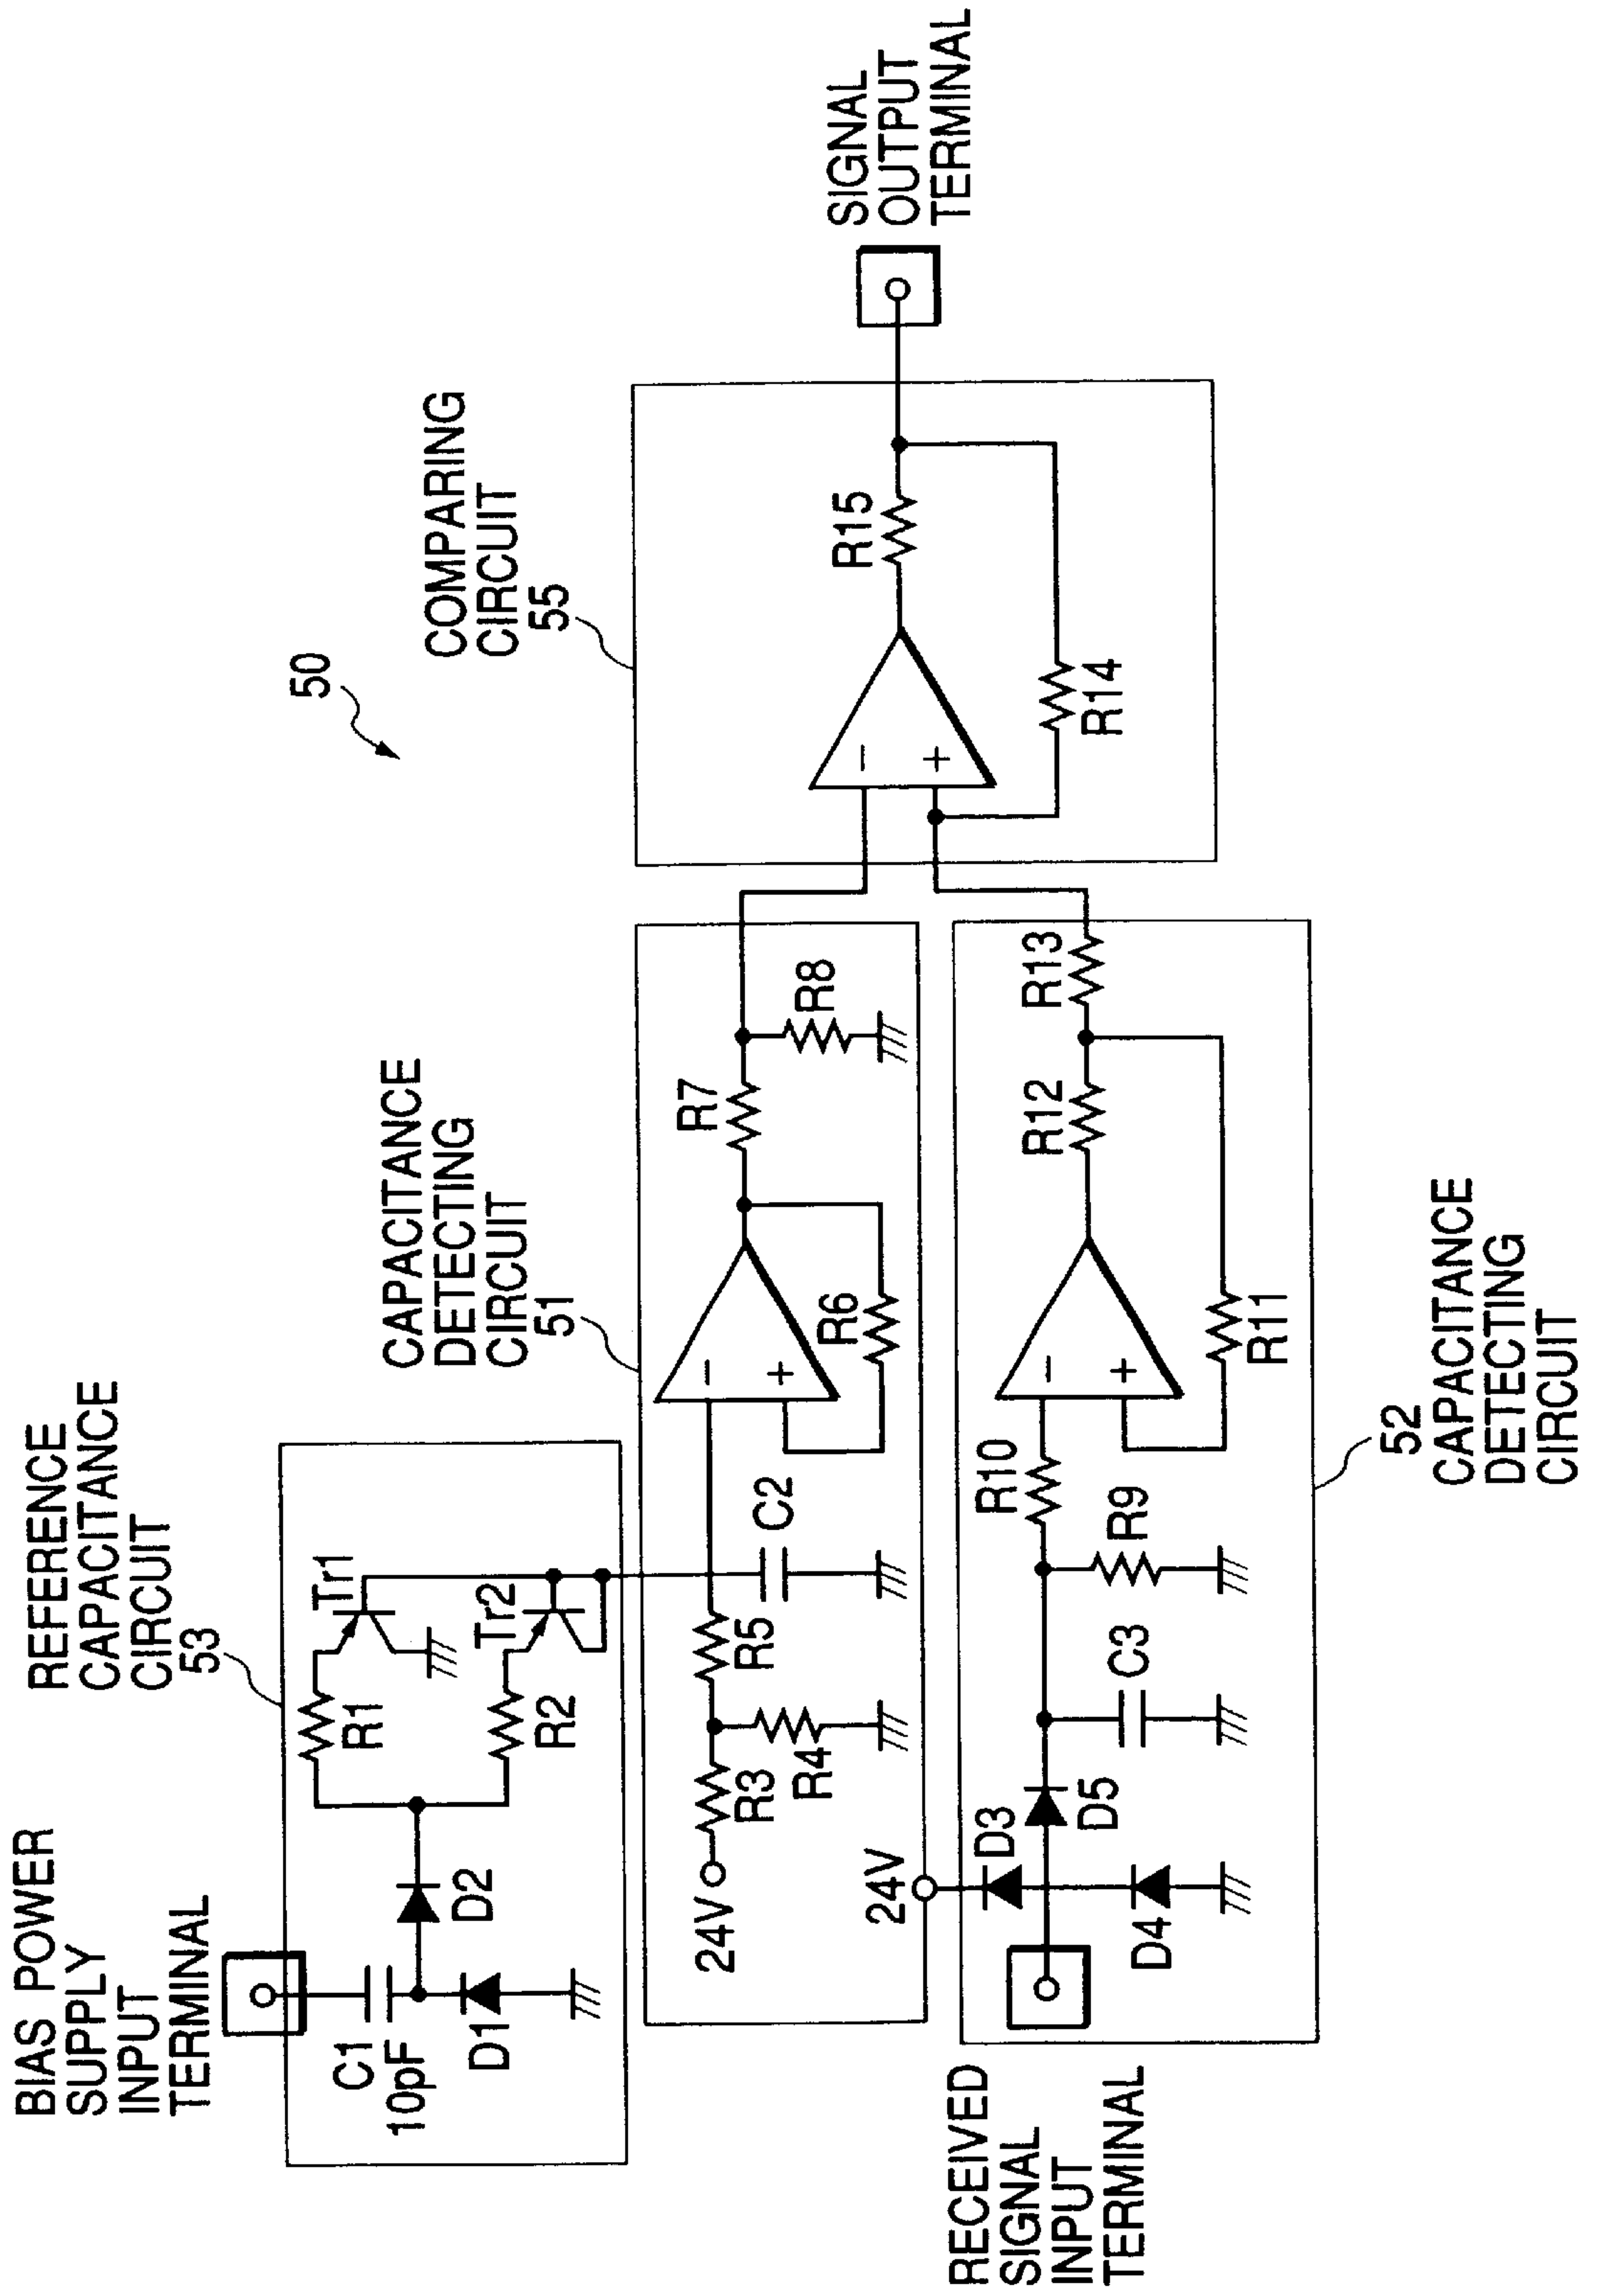 50
BIAS POWER
SUPPLY
INPUT
TERMINAL
REFERENCE
CAPACITANCE
CIRCUIT
53
C1
10pF
D1
D2
R1
R2
Tr1
Tr2
CAPACITANCE
DETECTING
CIRCUIT
51
24V
R3
R4
R5
C2
−
+
R6
R7
R8
COMPARING
CIRCUIT
55
−
+
R15
R14
SIGNAL
OUTPUT
TERMINAL
RECEIVED
SIGNAL
INPUT
TERMINAL
24V
D3
D4
D5
C3
R9
R10
−
+
R11
R12
R13
52
CAPACITANCE
DETECTING
CIRCUIT